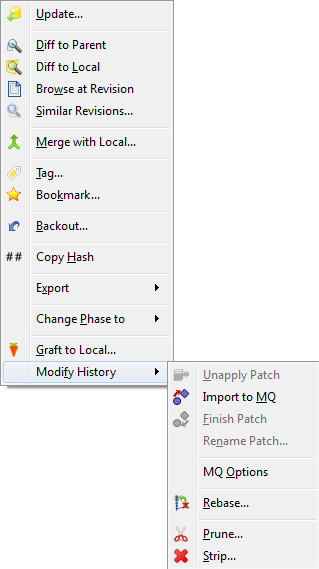 Update...
Diff to Parent
Diff to Local
Browse at Revision
Similar Revisions...
Merge with Local...
Tag...
Bookmark...
Backout...
## Copy Hash
Export
Change Phase to
Graft to Local...
Modify History
Unapply Patch
Import to MQ
Finish Patch
Rename Patch...
MQ Options
Rebase...
Prune...
Strip...